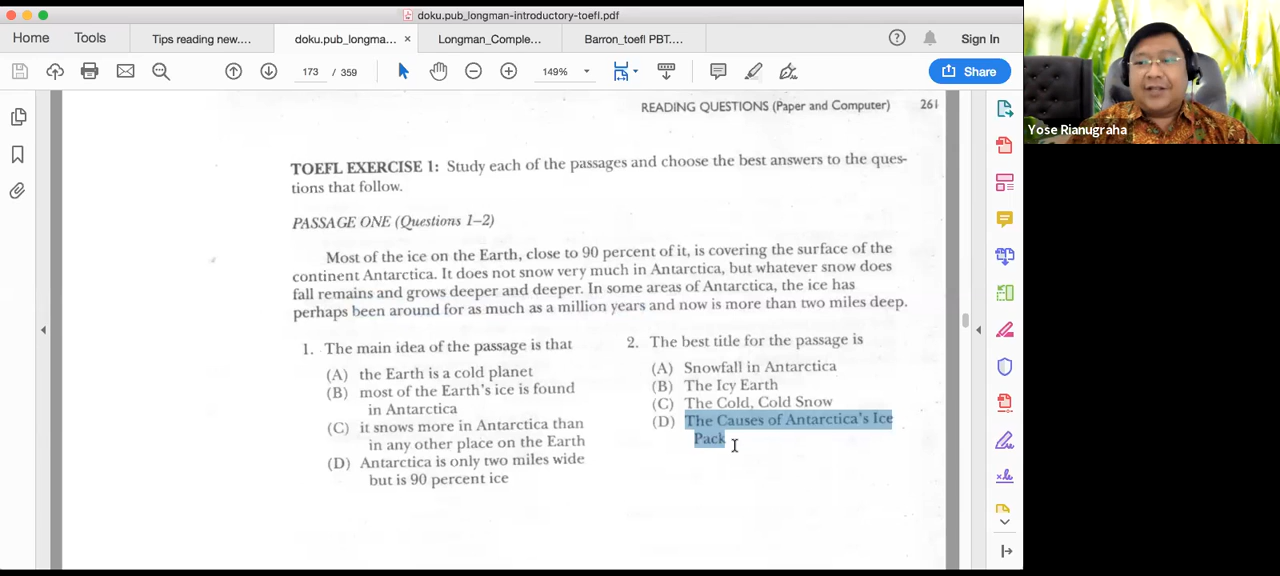 doku.pub_longman-introductory-toefl.pdf
Home Tools Tips reading new.... doku.pub_longma... × Longman_Comple... Barron_toefl PBT.... Sign In
173 / 359 149% Share
READING QUESTIONS (Paper and Computer) 261
TOEFL EXERCISE 1: Study each of the passages and choose the best answers to the ques-
tions that follow.
PASSAGE ONE (Questions 1–2)
Most of the ice on the Earth, close to 90 percent of it, is covering the surface of the
continent Antarctica. It does not snow very much in Antarctica, but whatever snow does
fall remains and grows deeper and deeper. In some areas of Antarctica, the ice has
perhaps been around for as much as a million years and now is more than two miles deep.
1. The main idea of the passage is that
(A) the Earth is a cold planet
(B) most of the Earth's ice is found
in Antarctica
(C) it snows more in Antarctica than
in any other place on the Earth
(D) Antarctica is only two miles wide
but is 90 percent ice
2. The best title for the passage is
(A) Snowfall in Antarctica
(B) The Icy Earth
(C) The Cold, Cold Snow
(D) The Causes of Antarctica's Ice
Pack
Yose Rianugraha